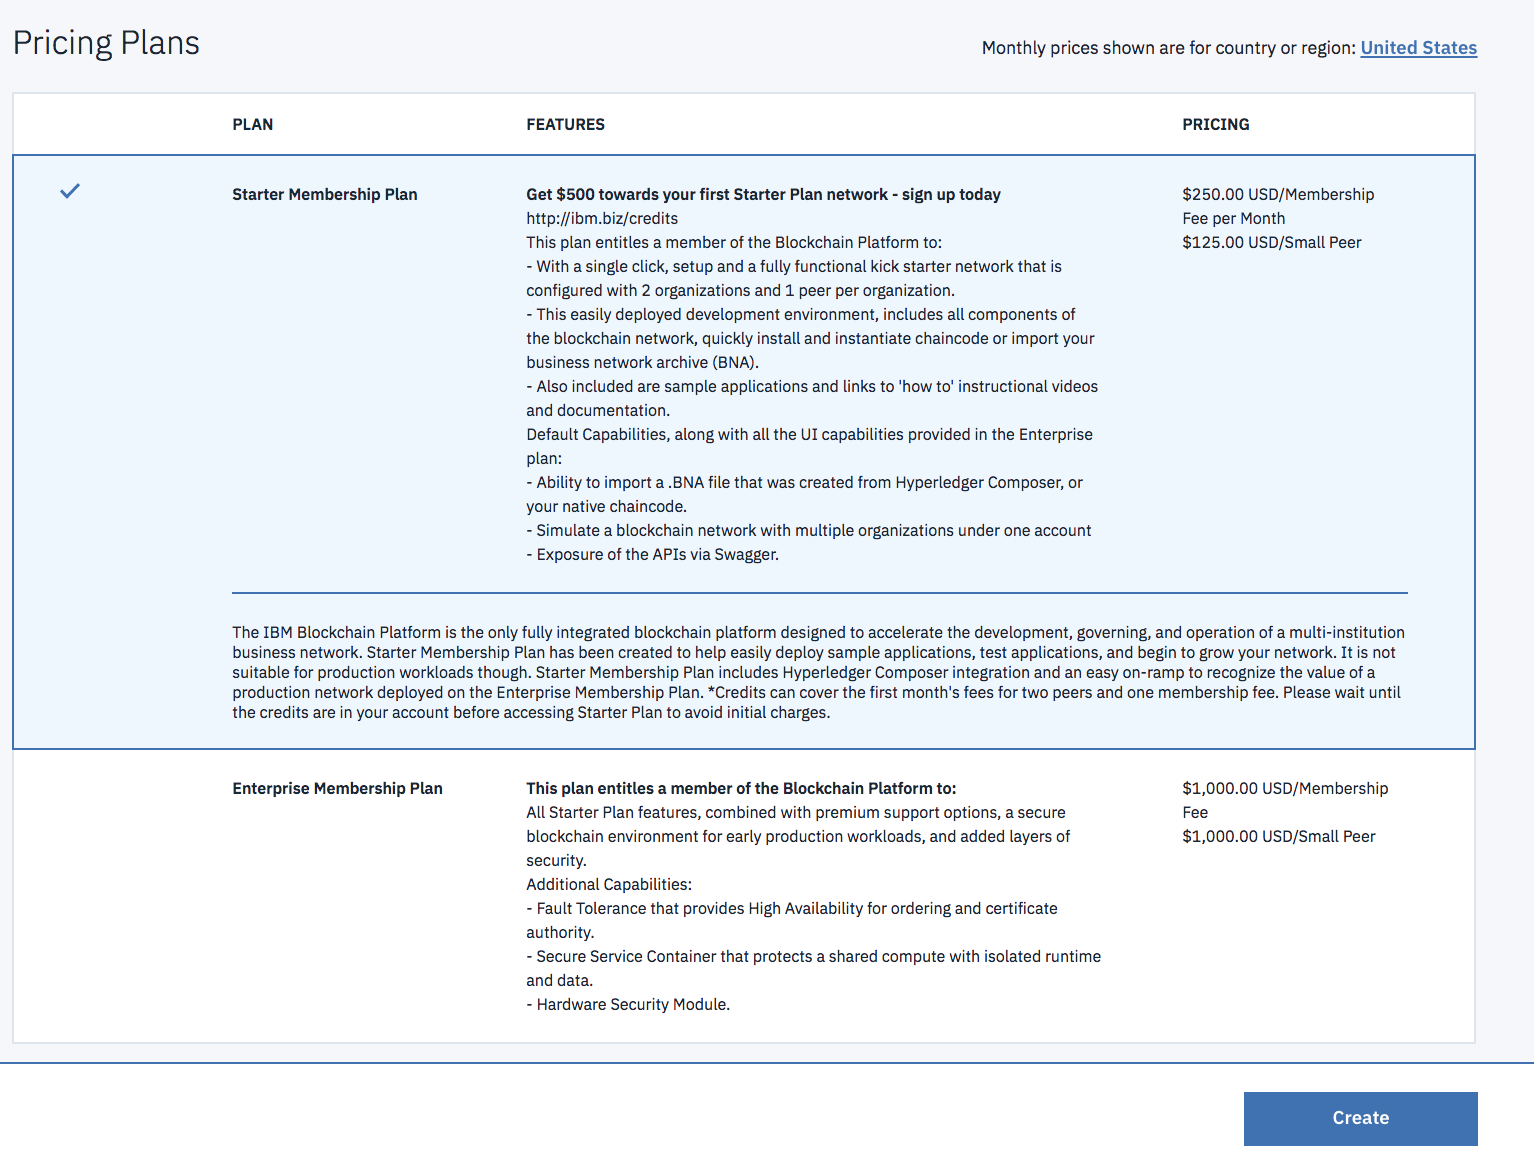 Pricing Plans
Monthly prices shown are for country or region: United States
PLAN
FEATURES
PRICING
Starter Membership Plan
Get $500 towards your first Starter Plan network - sign up today
http://ibm.biz/credits
This plan entitles a member of the Blockchain Platform to:
- With a single click, setup and a fully functional kick starter network that is
configured with 2 organizations and 1 peer per organization.
- This easily deployed development environment, includes all components of
the blockchain network, quickly install and instantiate chaincode or import your
business network archive (BNA).
- Also included are sample applications and links to 'how to' instructional videos
and documentation.
Default Capabilities, along with all the UI capabilities provided in the Enterprise
plan:
- Ability to import a .BNA file that was created from Hyperledger Composer, or
your native chaincode.
- Simulate a blockchain network with multiple organizations under one account
- Exposure of the APIs via Swagger.
$250.00 USD/Membership
Fee per Month
$125.00 USD/Small Peer
The IBM Blockchain Platform is the only fully integrated blockchain platform designed to accelerate the development, governing, and operation of a multi-institution
business network. Starter Membership Plan has been created to help easily deploy sample applications, test applications, and begin to grow your network. It is not
suitable for production workloads though. Starter Membership Plan includes Hyperledger Composer integration and an easy on-ramp to recognize the value of a
production network deployed on the Enterprise Membership Plan. *Credits can cover the first month's fees for two peers and one membership fee. Please wait until
the credits are in your account before accessing Starter Plan to avoid initial charges.
Enterprise Membership Plan
This plan entitles a member of the Blockchain Platform to:
All Starter Plan features, combined with premium support options, a secure
blockchain environment for early production workloads, and added layers of
security.
Additional Capabilities:
- Fault Tolerance that provides High Availability for ordering and certificate
authority.
- Secure Service Container that protects a shared compute with isolated runtime
and data.
- Hardware Security Module.
$1,000.00 USD/Membership
Fee
$1,000.00 USD/Small Peer
Create